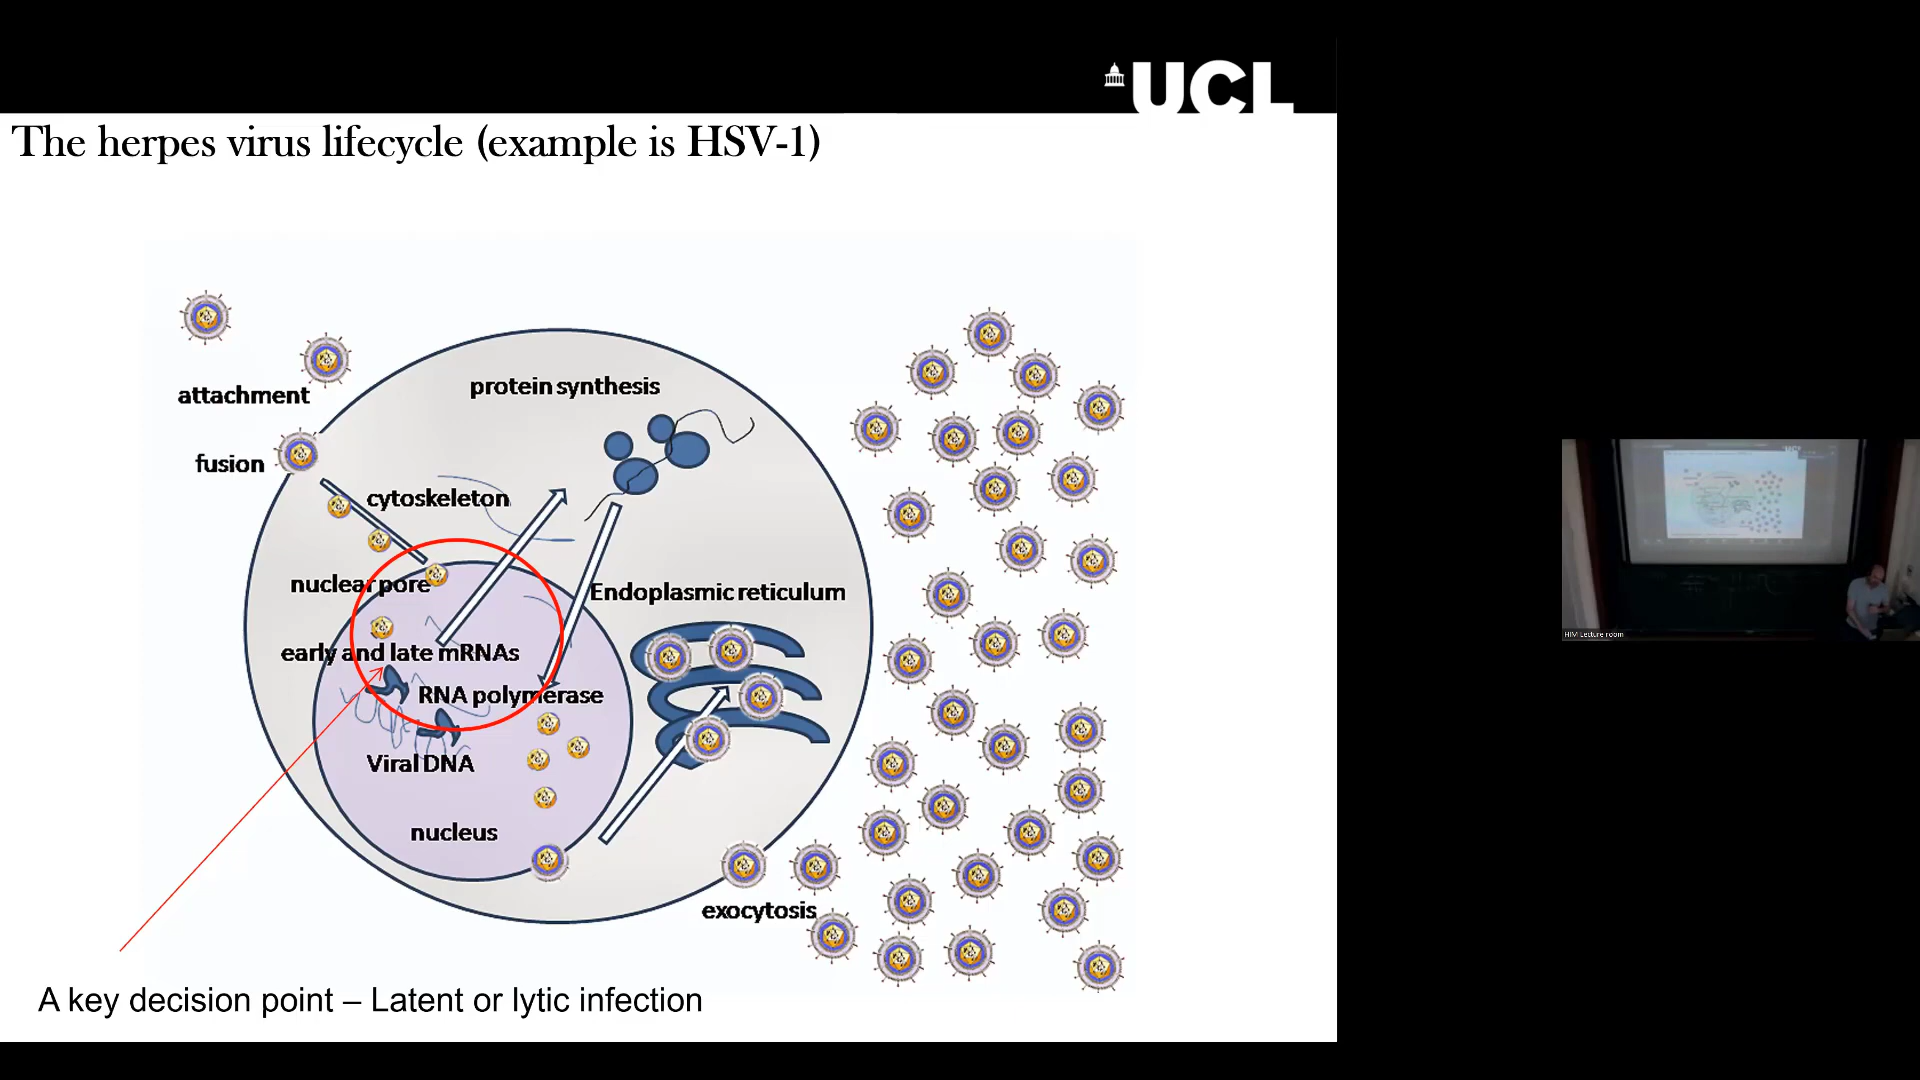 UCL
The herpes virus lifecycle (example is HSV-1)
attachment
protein synthesis
fusion
cytoskeleton
nuclear pore
Endoplasmic reticulum
early and late mRNAs
RNA polymerase
Viral DNA
nucleus
exocytosis
A key decision point – Latent or lytic infection
HIM Lecture room